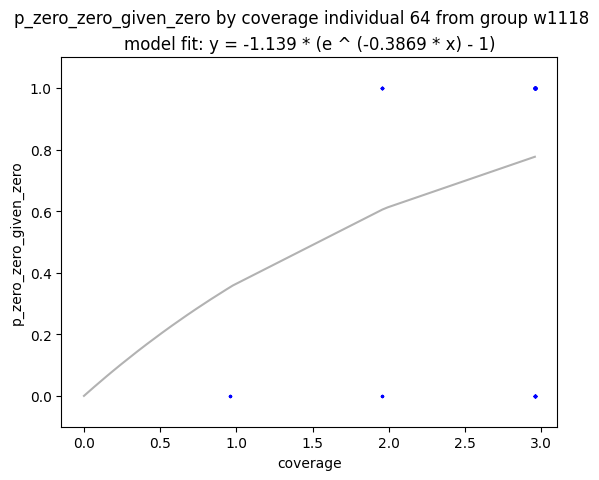 p_zero_zero_given_zero by coverage individual 64 from group w1118
model fit: y = -1.139 * (e ^ (-0.3869 * x) - 1)
1.0
0.8
0.6
0.4
0.2
0.0
p_zero_zero_given_zero
0.0 0.5 1.0 1.5 2.0 2.5 3.0
coverage